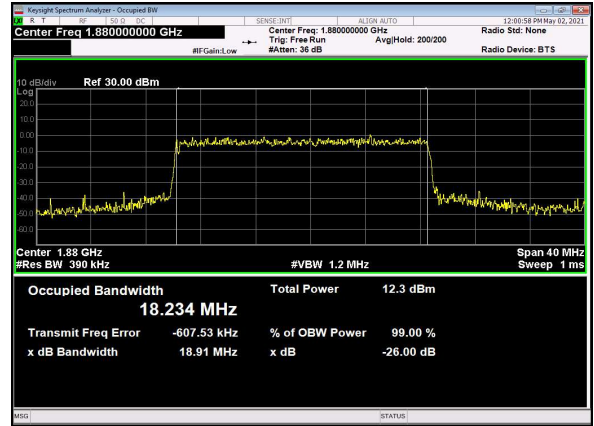 Keysight Spectrum Analyzer - Occupied BW
R T RF 50 Ω DC SENSE:INT ALIGN AUTO 12:00:58 PM May 02, 2021
Center Freq 1.880000000 GHz Center Freq: 1.880000000 GHz Radio Std: None
Trig: Free Run Avg|Hold: 200/200
#IFGain:Low #Atten: 36 dB Radio Device: BTS
10 dB/div Ref 30.00 dBm
Log
20.0
10.0
0.00
-10.0
-20.0
-30.0
-40.0
-50.0
-60.0
Center 1.88 GHz Span 40 MHz
#Res BW 390 kHz #VBW 1.2 MHz Sweep 1 ms
Occupied Bandwidth Total Power 12.3 dBm
18.234 MHz
Transmit Freq Error -607.53 kHz % of OBW Power 99.00 %
x dB Bandwidth 18.91 MHz x dB -26.00 dB
MSG STATUS